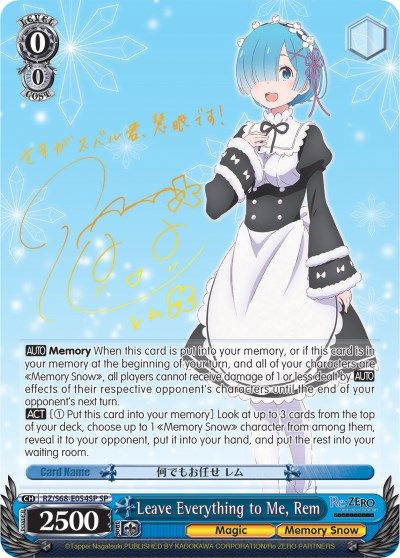 LEVEL
0
0
COST
さすがスバル君、慧眼です！
レム
AUTO Memory When this card is put into your memory, or if this card is in
your memory at the beginning of your turn, and all of your characters are
≪Memory Snow≫, all players cannot receive damage of 1 or less dealt by AUTO
effects of their respective opponent's characters until the end of your
opponent's next turn.
ACT [① Put this card into your memory] Look at up to 3 cards from the top
of your deck, choose up to 1 ≪Memory Snow≫ character from among them,
reveal it to your opponent, put it into your hand, and put the rest into your
waiting room.
Card Name 何でもお任せ レム
CH RZ/S68-E054SP SP
Leave Everything to Me, Rem
Re:ZERO
POWER 2500
Magic Memory Snow
©Tappei Nagatsuki,PUBLISHED BY KADOKAWA CORPORATION/Re:ZERO PARTNERS